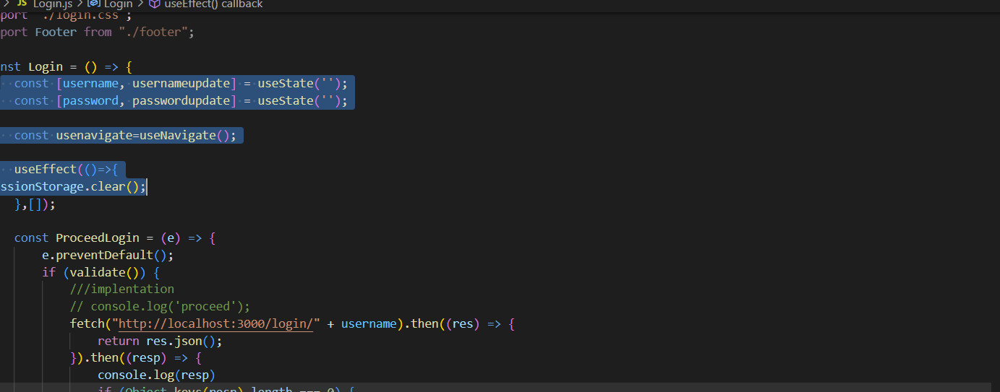 JS Login.js > Login > useEffect() callback
port "./login.css";
port Footer from "./footer";
nst Login = () => {
const [username, usernameupdate] = useState('');
const [password, passwordupdate] = useState('');
const usenavigate=useNavigate();
useEffect(()=>{
ssionStorage.clear();
},[]);
const ProceedLogin = (e) => {
e.preventDefault();
if (validate()) {
///implentation
// console.log('proceed');
fetch("http://localhost:3000/login/" + username).then((res) => {
return res.json();
}).then((resp) => {
console.log(resp)
if (Object.keys(resp).length === 0) {